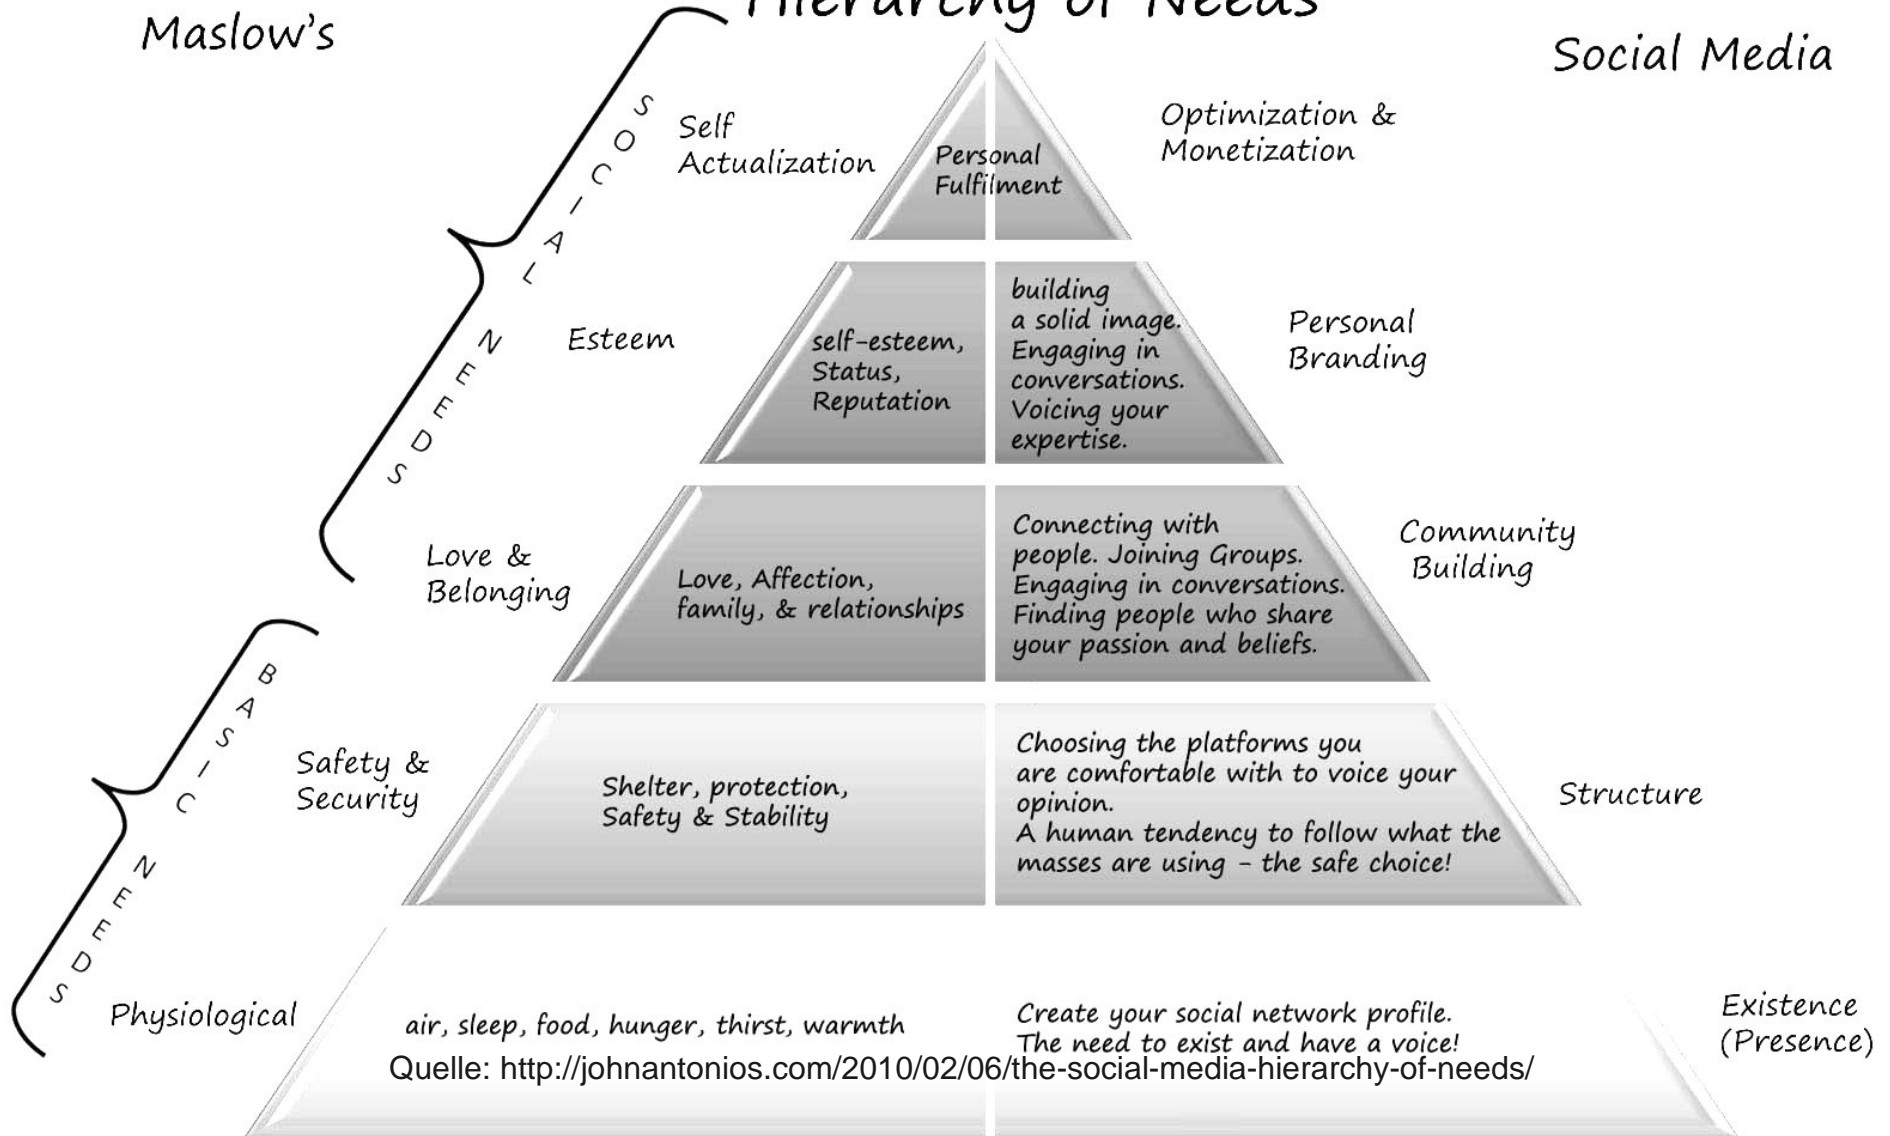 Hierarchy of Needs
Maslow's
Social Media
SOCIAL NEEDS
Self
Actualization
Personal
Fulfilment
Optimization &
Monetization
Esteem
self-esteem,
Status,
Reputation
building
a solid image.
Engaging in
conversations.
Voicing your
expertise.
Personal
Branding
Love &
Belonging
Love, Affection,
family, & relationships
Connecting with
people. Joining Groups.
Engaging in conversations.
Finding people who share
your passion and beliefs.
Community
Building
BASIC NEEDS
Safety &
Security
Shelter, protection,
Safety & Stability
Choosing the platforms you
are comfortable with to voice your
opinion.
A human tendency to follow what the
masses are using - the safe choice!
Structure
Physiological
air, sleep, food, hunger, thirst, warmth
Create your social network profile.
The need to exist and have a voice!
Existence
(Presence)
Quelle: http://johnantonios.com/2010/02/06/the-social-media-hierarchy-of-needs/